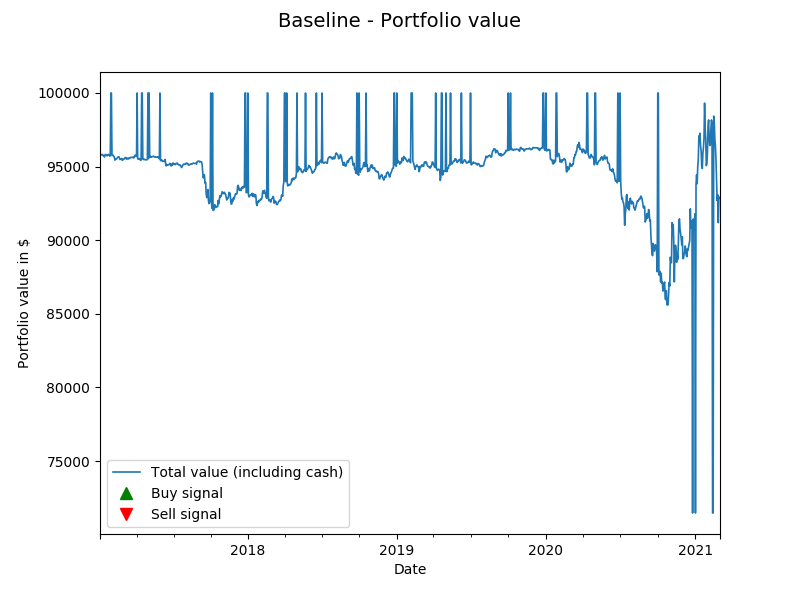 Baseline - Portfolio value
100000
95000
90000
85000
80000
75000
Portfolio value in $
Total value (including cash)
Buy signal
Sell signal
2018
2019
2020
2021
Date